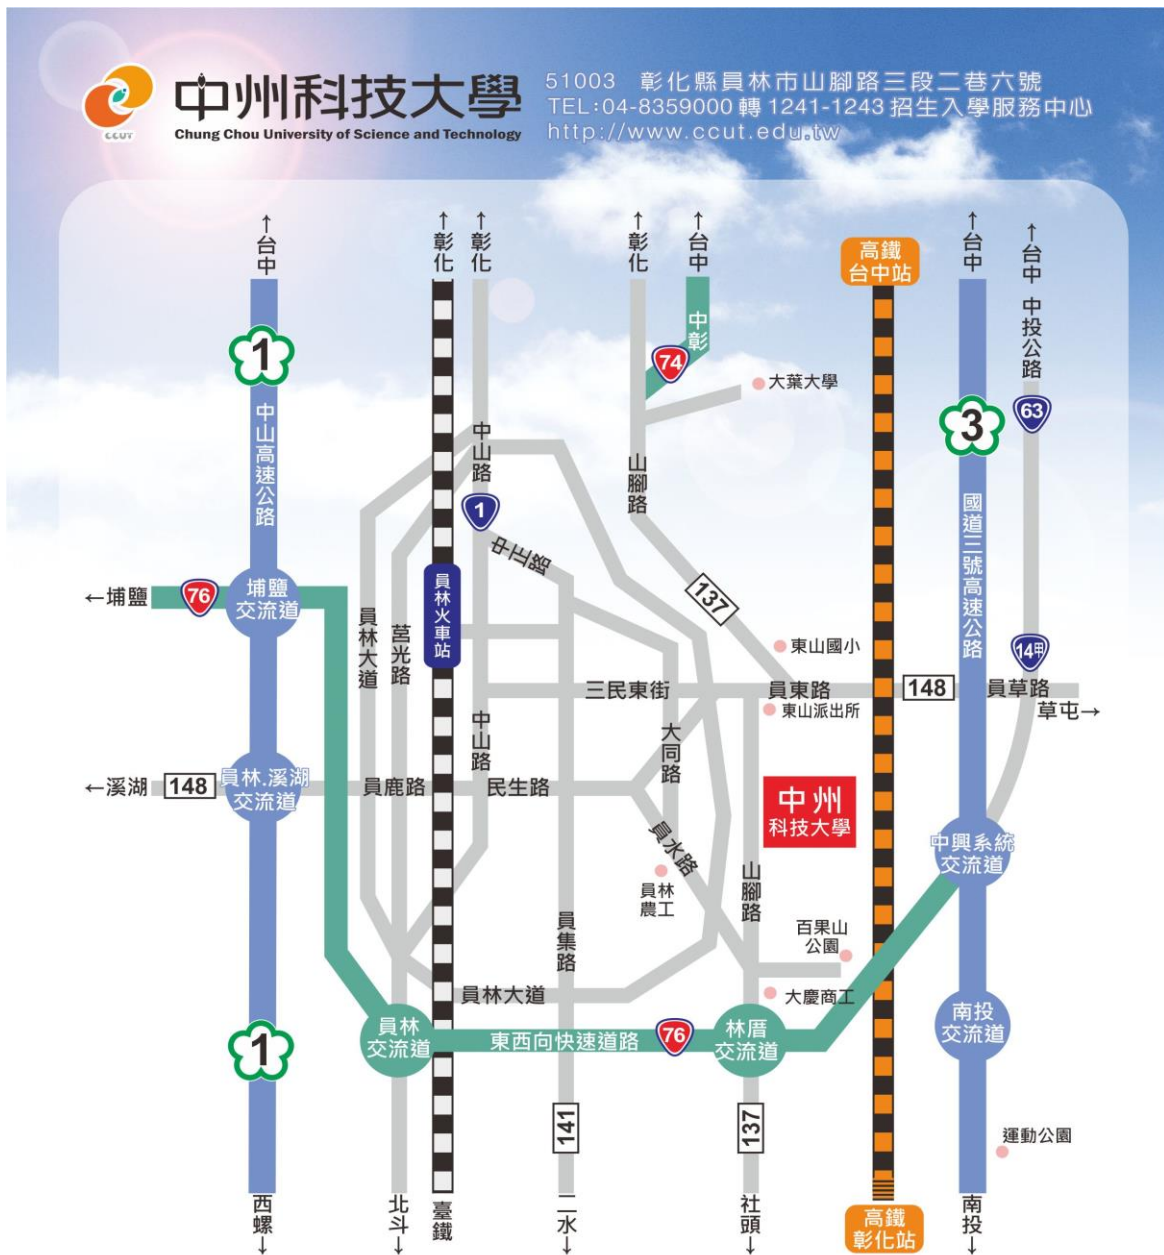 中州科技大學
Chung Chou University of Science and Technology
CCUT
51003 彰化縣員林市山腳路三段二巷六號
TEL:04-8359000 轉 1241-1243 招生入學服務中心
http://www.ccut.edu.tw
↑台中
↑彰化
↑彰化
↑彰化
↑台中
高鐵
台中站
↑台中
↑台中
中投公路
1
中山高速公路
中彰
74
大葉大學
63
3
中山路
山腳路
國道三號高速公路
1
中正路
137
←埔鹽
76
埔鹽
交流道
員林大道
莒光路
員林火車站
東山國小
14甲
三民東街
員東路
148
員草路
草屯→
東山派出所
中山路
大同路
←溪湖
148
員林.溪湖
交流道
員鹿路
民生路
中州
科技大學
員水路
中興系統
交流道
山腳路
員林
農工
員集路
百果山
公園
員林大道
大慶商工
1
員林
交流道
東西向快速道路
76
林厝
交流道
南投
交流道
141
137
運動公園
西螺↓
北斗↓
臺鐵
二水↓
社頭↓
高鐵
彰化站
南投↓